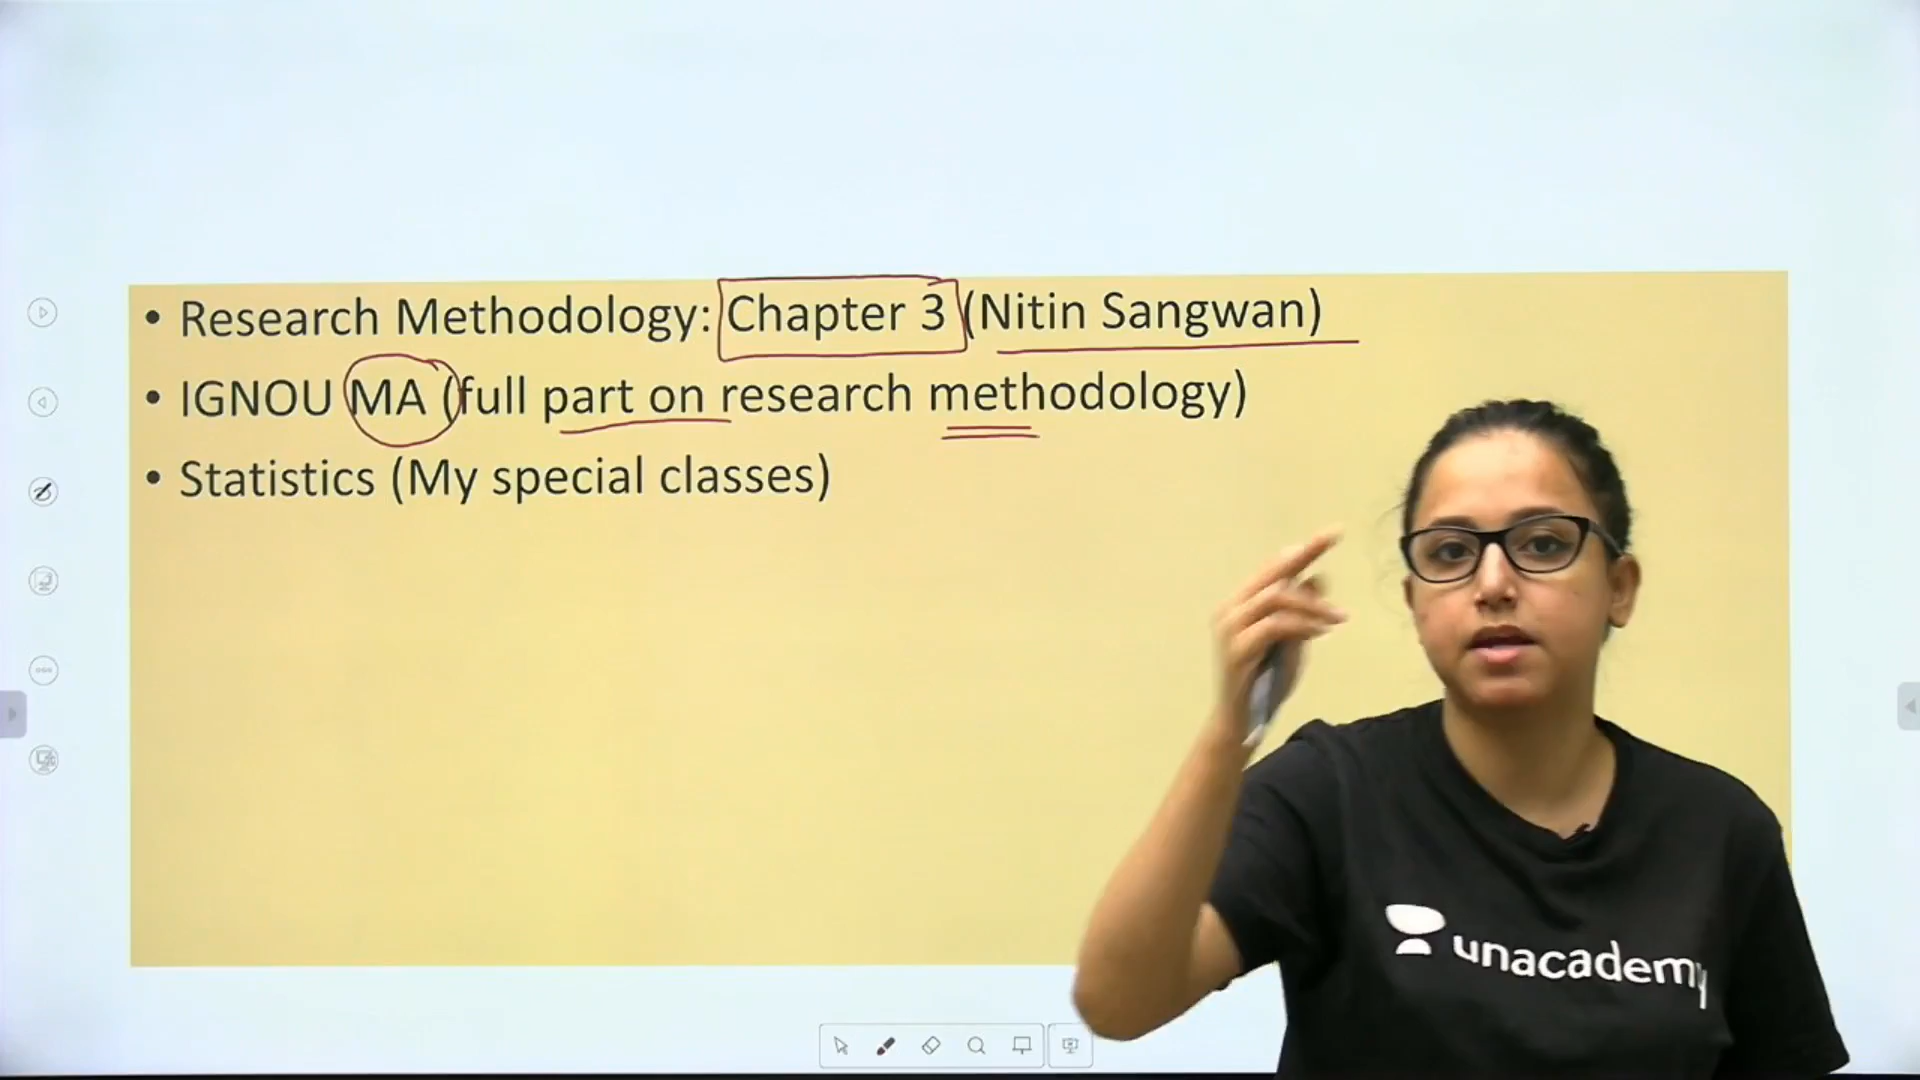 • Research Methodology: Chapter 3 (Nitin Sangwan)
• IGNOU MA (full part on research methodology)
• Statistics (My special classes)
unacademy